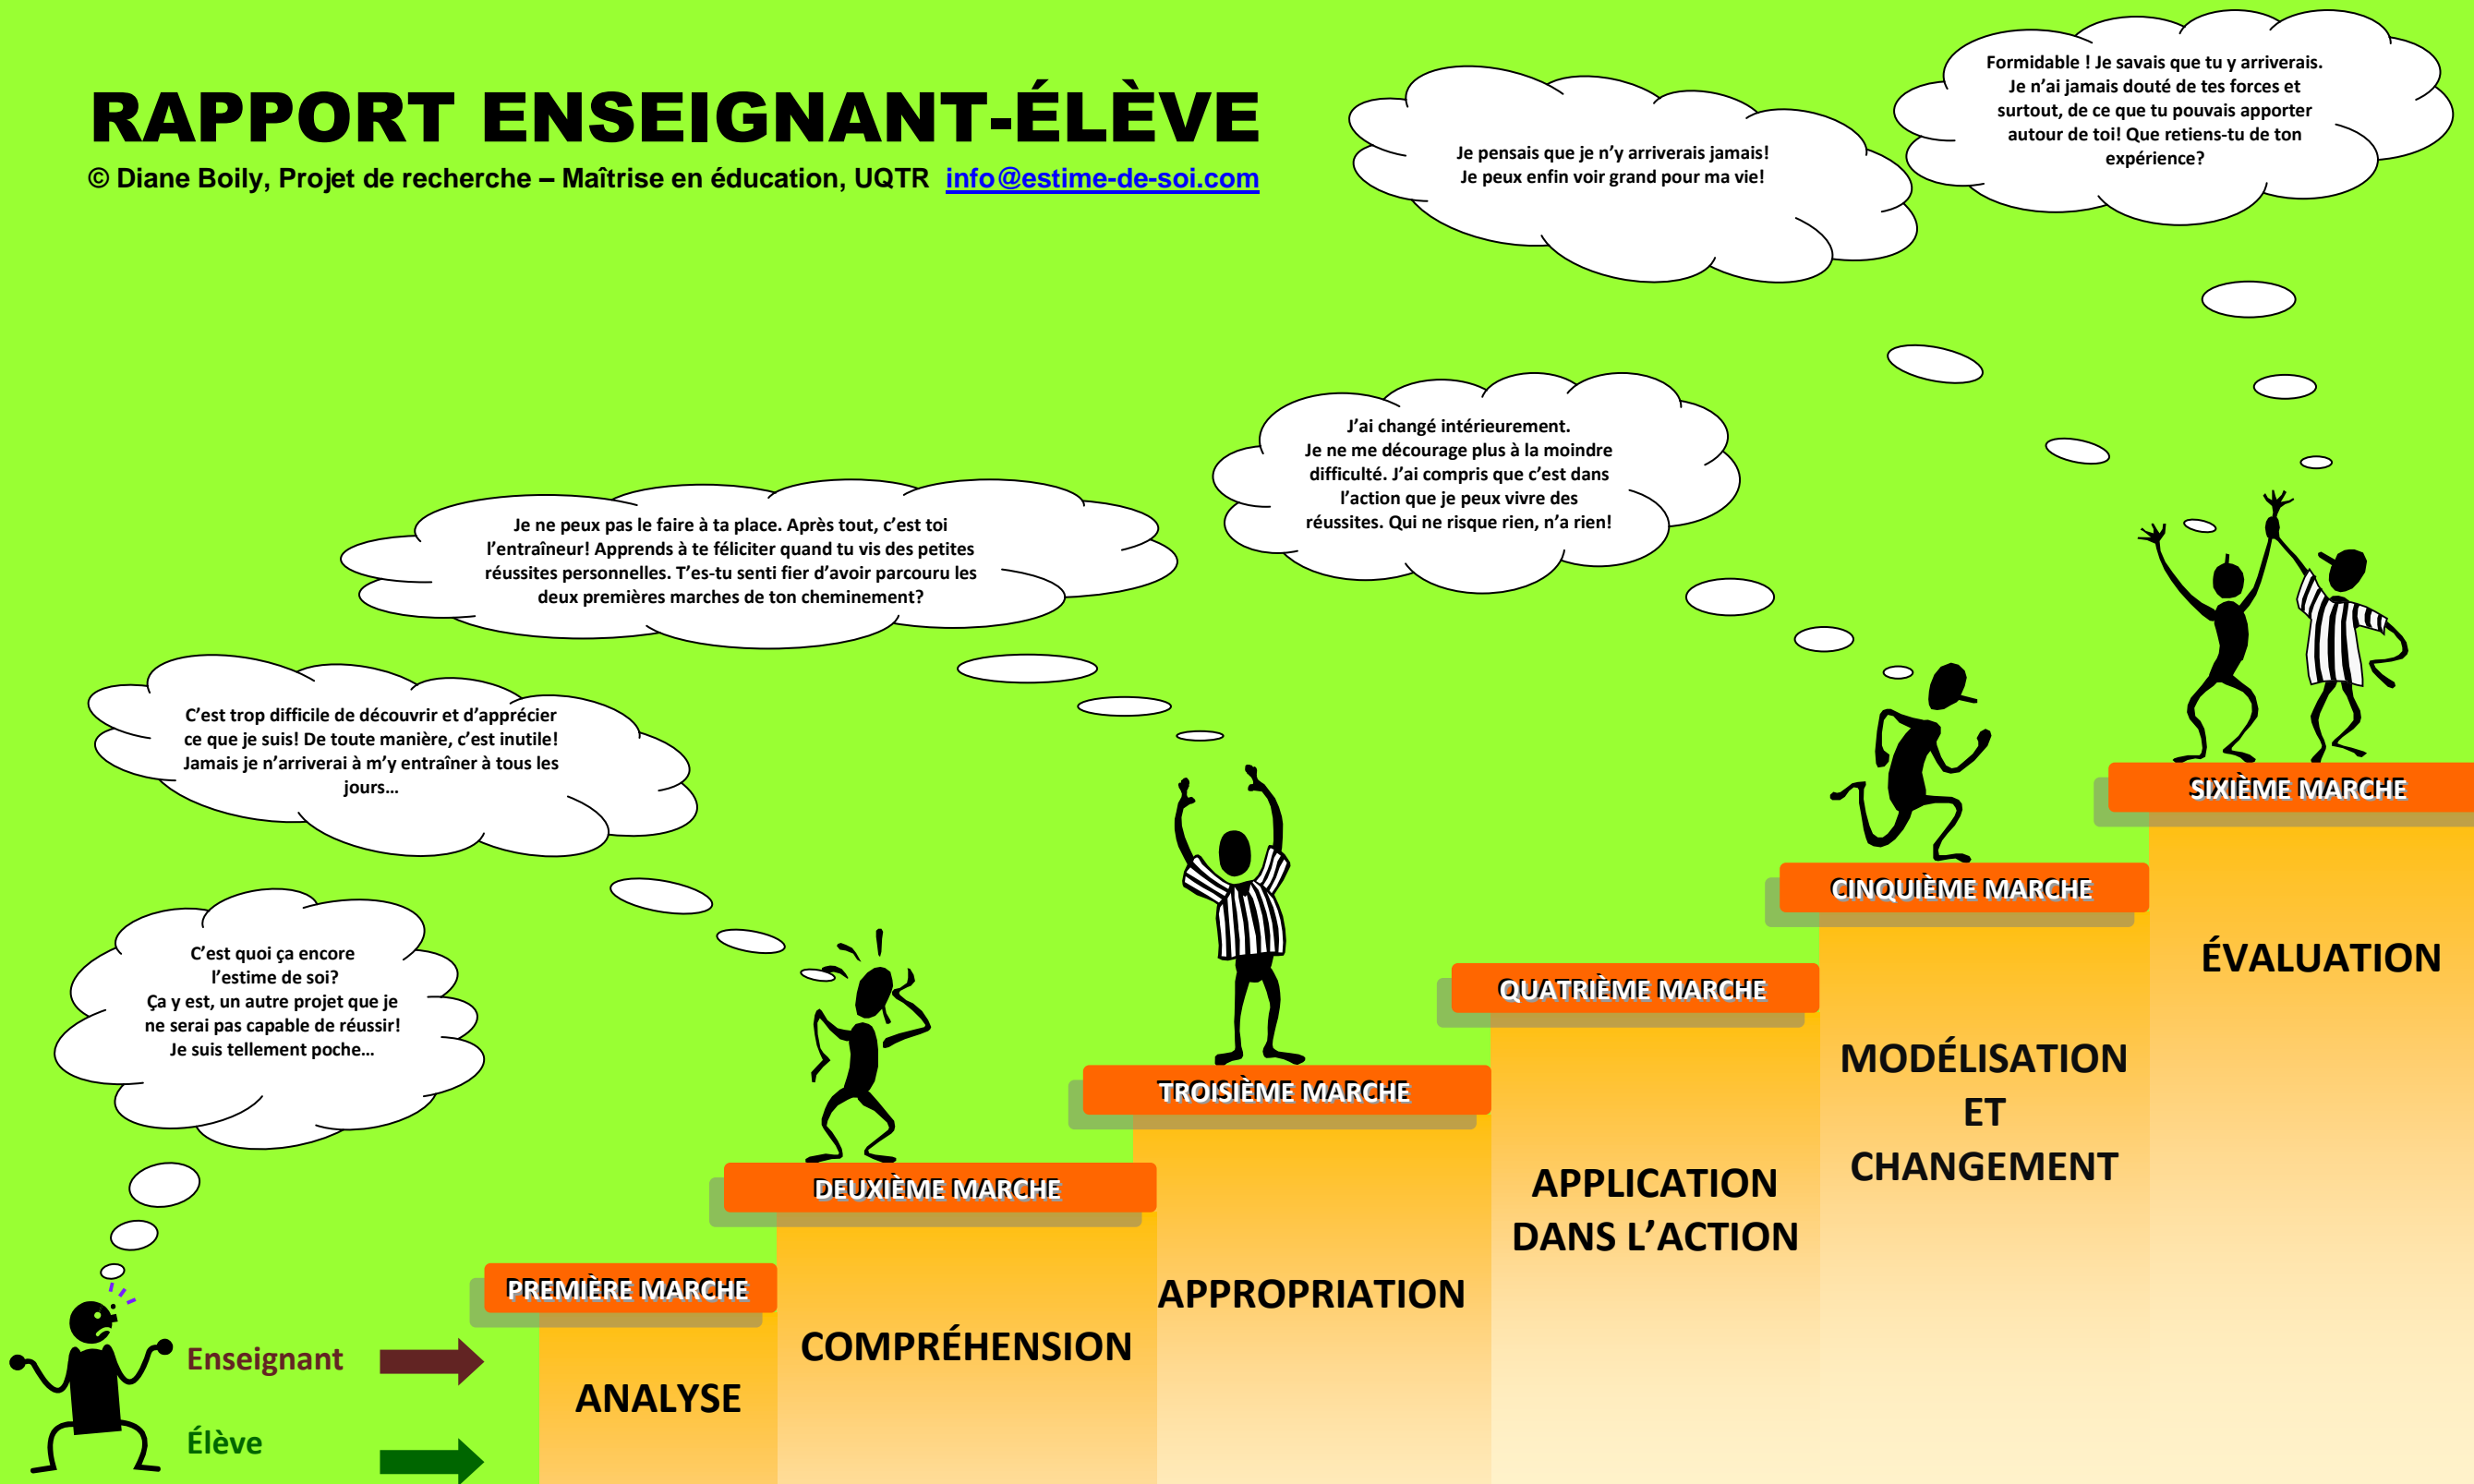 RAPPORT ENSEIGNANT-ÉLÈVE
© Diane Boily, Projet de recherche – Maîtrise en éducation, UQTR info@estime-de-soi.com
Formidable ! Je savais que tu y arriverais.
Je n’ai jamais douté de tes forces et
surtout, de ce que tu pouvais apporter
autour de toi! Que retiens-tu de ton
expérience?
Je pensais que je n’y arriverais jamais!
Je peux enfin voir grand pour ma vie!
J’ai changé intérieurement.
Je ne me décourage plus à la moindre
difficulté. J’ai compris que c’est dans
l’action que je peux vivre des
réussites. Qui ne risque rien, n’a rien!
Je ne peux pas le faire à ta place. Après tout, c’est toi
l’entraîneur! Apprends à te féliciter quand tu vis des petites
réussites personnelles. T’es-tu senti fier d’avoir parcouru les
deux premières marches de ton cheminement?
C’est trop difficile de découvrir et d’apprécier
ce que je suis! De toute manière, c’est inutile!
Jamais je n’arriverai à m’y entraîner à tous les
jours…
C’est quoi ça encore
l’estime de soi?
Ça y est, un autre projet que je
ne serai pas capable de réussir!
Je suis tellement poche…
Enseignant
Élève
PREMIÈRE MARCHE
ANALYSE
DEUXIÈME MARCHE
COMPRÉHENSION
TROISIÈME MARCHE
APPROPRIATION
QUATRIÈME MARCHE
APPLICATION
DANS L’ACTION
CINQUIÈME MARCHE
MODÉLISATION
ET
CHANGEMENT
SIXIÈME MARCHE
ÉVALUATION